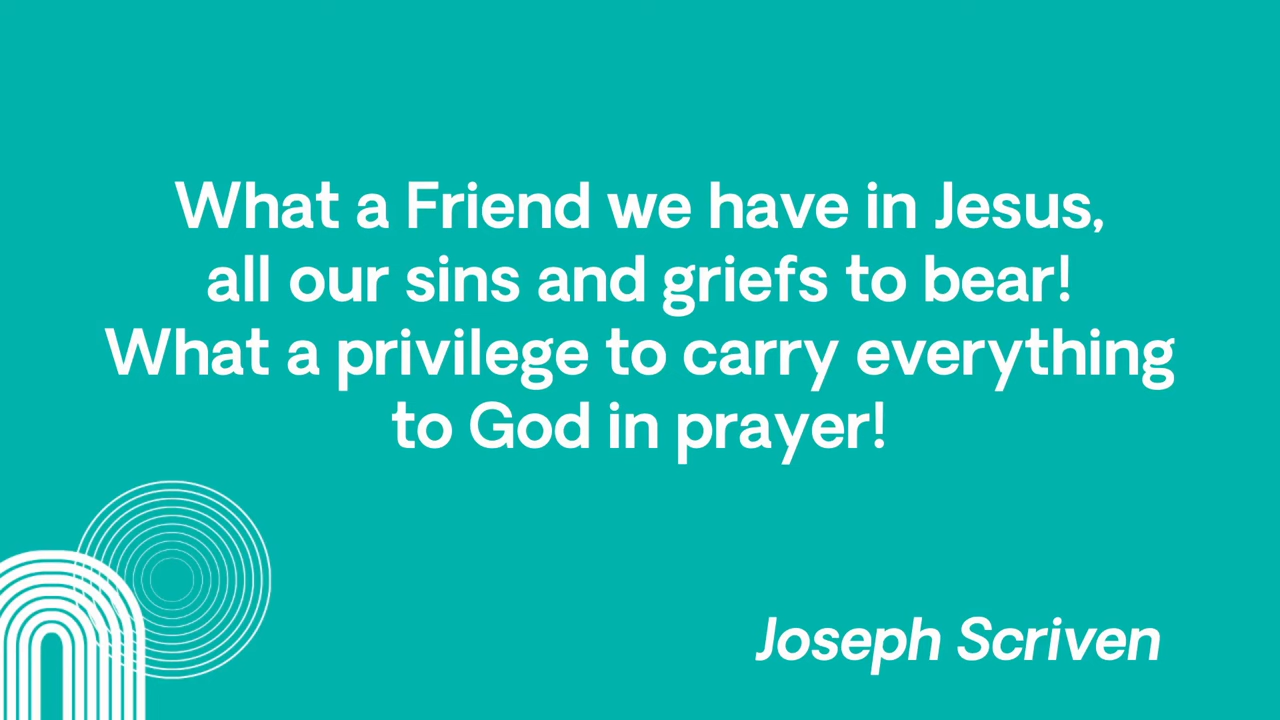 What a Friend we have in Jesus,
all our sins and griefs to bear!
What a privilege to carry everything
to God in prayer!
Joseph Scriven